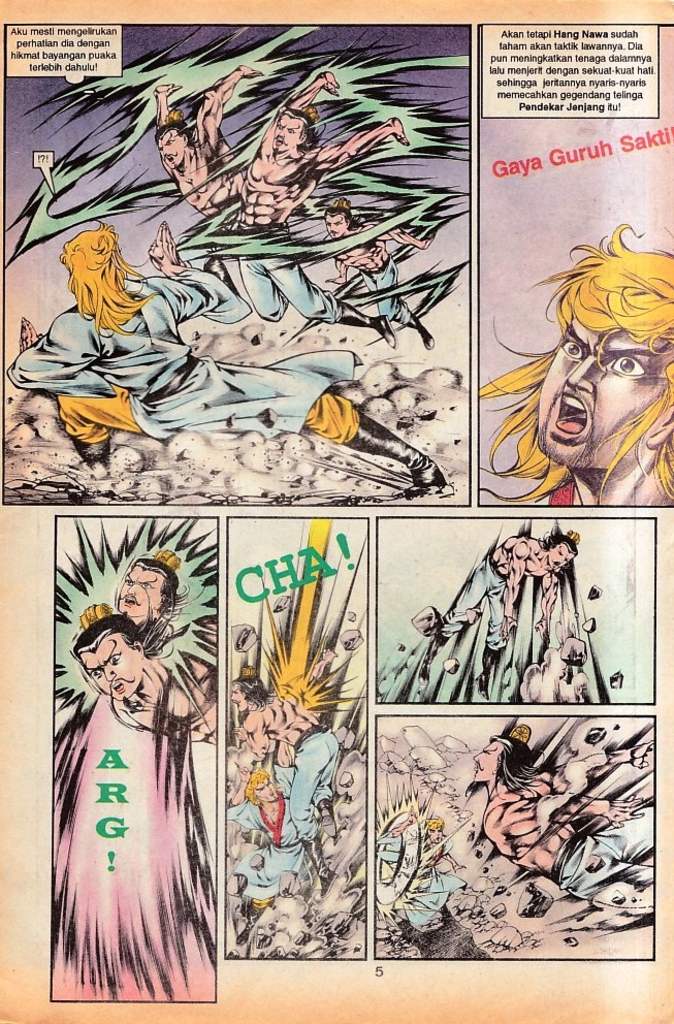 Aku mesti mengelirukan
perhatian dia dengan
hikmat bayangan puaka
terlebih dahulu!
Akan tetapi Hang Nawa sudah
faham akan taktik lawannya. Dia
pun meningkatkan tenaga dalamnya
lalu menjerit dengan sekuat-kuat hati
sehingga jeritannya nyaris-nyaris
memecahkan gegendang telinga
Pendekar Jenjang itu!
!?!
Gaya Guruh Sakti
ARG!
CHA!
5